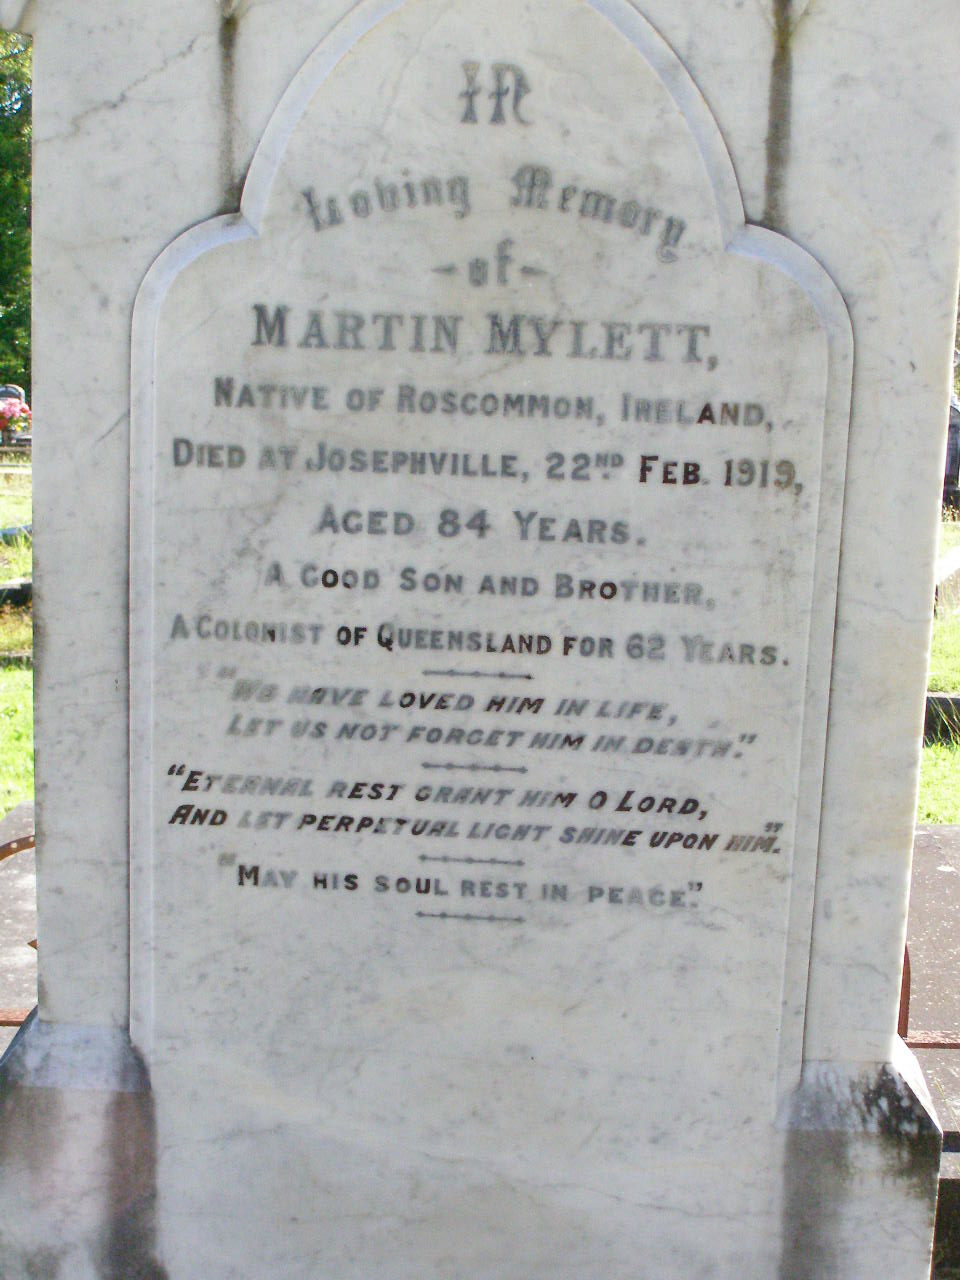 In
Loving Memory
of
MARTIN MYLETT,
NATIVE OF ROSCOMMON, IRELAND,
DIED AT JOSEPHVILLE, 22ND FEB. 1919,
AGED 84 YEARS.
A GOOD SON AND BROTHER,
A COLONIST OF QUEENSLAND FOR 62 YEARS.
"WE HAVE LOVED HIM IN LIFE,
LET US NOT FORGET HIM IN DEATH."
"ETERNAL REST GRANT HIM O LORD,
AND LET PERPETUAL LIGHT SHINE UPON HIM."
"MAY HIS SOUL REST IN PEACE".